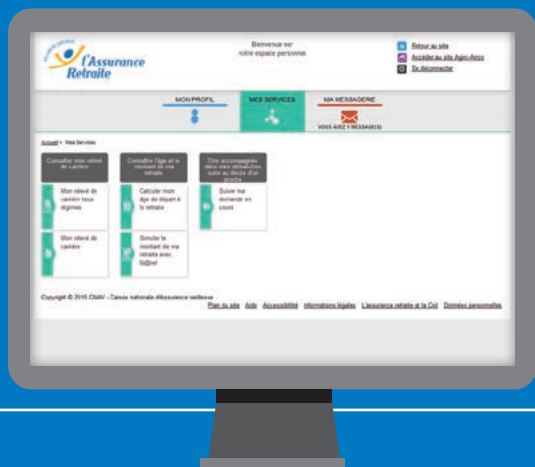 l'Assurance
Retraite
Bienvenue sur
votre espace personnel
Retour au site
Accéder au site Agirc-Arrco
Se déconnecter
MON PROFIL
MES SERVICES
MA MESSAGERIE
VOUS AVEZ 1 MESSAGE(S)
Accueil > Mes Services
Consulter mon relevé
de carrière
Connaître l'âge et le
montant de ma
retraite
Etre accompagnée
dans mes démarches
suite au décès d'un
proche
Mon relevé de
carrière tous
régimes
Calculer mon
âge de départ à
la retraite
Suivre ma
demande en
cours
Mon relevé de
carrière
Simuler le
montant de ma
retraite avec
Copyright © 2015 CNAV - Caisse nationale d'Assurance vieillesse
Plan du site Aide Accessibilité Informations légales L'assurance retraite et la Cnil Données personnelles